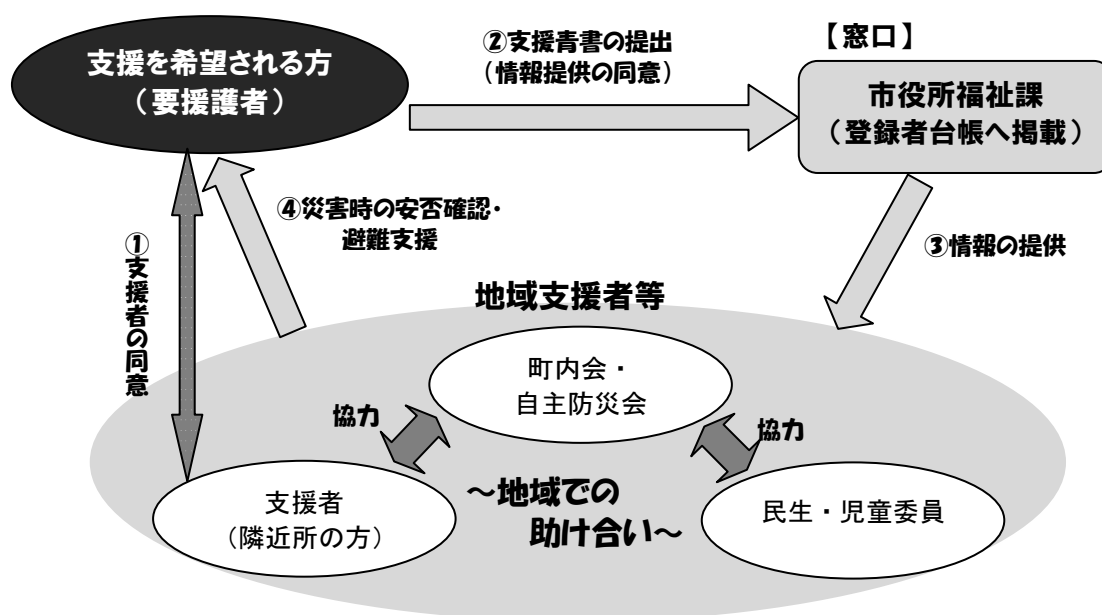 支援を希望される方
(要援護者)
②支援青書の提出
(情報提供の同意)
【窓口】
市役所福祉課
(登録者台帳へ掲載)
①支援者の同意
④災害時の安否確認・
避難支援
③情報の提供
地域支援者等
町内会・
自主防災会
協力
協力
支援者
(隣近所の方)
～地域での
助け合い～
民生・児童委員